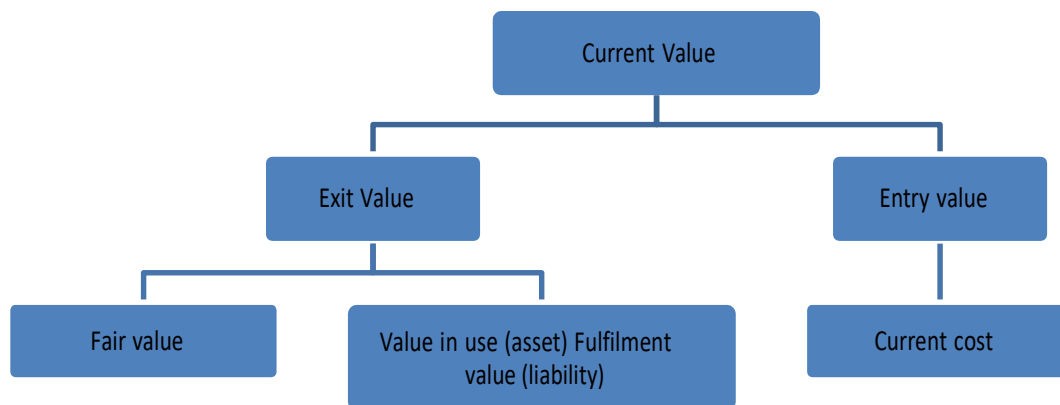 Current Value
Exit Value
Entry value
Fair value
Value in use (asset) Fulfilment
value (liability)
Current cost